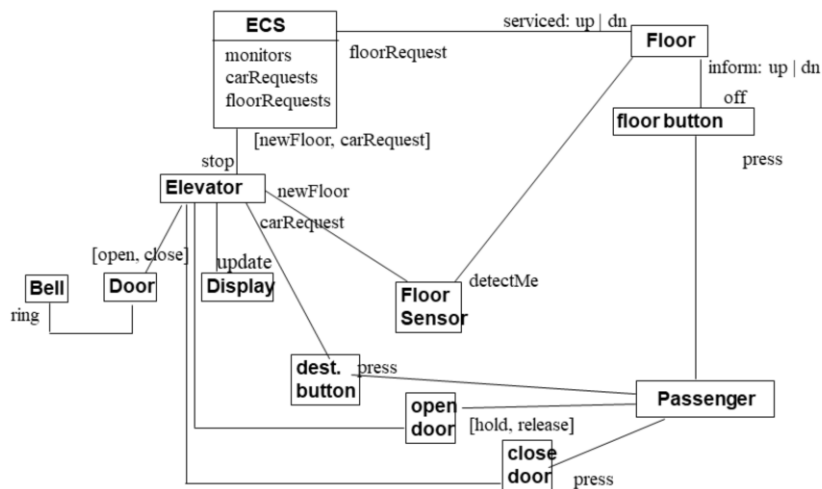 ECS
serviced: up | dn
Floor
monitors
carRequests
floorRequests
floorRequest
inform: up | dn
off
floor button
[newFloor, carRequest]
stop
press
Elevator
newFloor
carRequest
[open, close]
update
Bell
Door
Display
detectMe
Floor
Sensor
ring
dest.
button
press
Passenger
open
door
[hold, release]
close
door
press